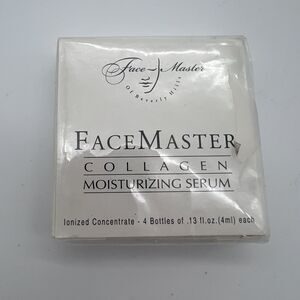 Face Master
Of Beverly Hills
FACEMASTER
COLLAGEN
MOISTURIZING SERUM
Ionized Concentrate - 4 Bottles of .13 fl.oz.(4ml) each